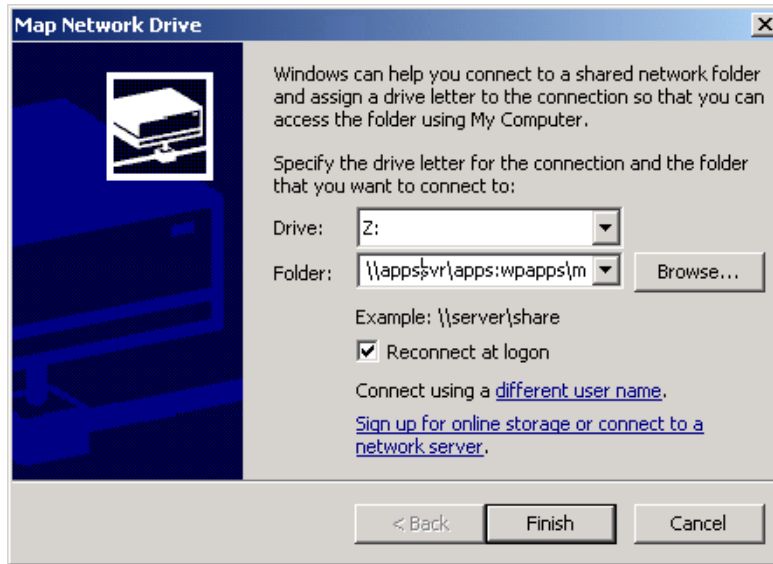 Map Network Drive
Windows can help you connect to a shared network folder
and assign a drive letter to the connection so that you can
access the folder using My Computer.
Specify the drive letter for the connection and the folder
that you want to connect to:
Drive: Z:
Folder: \\appssvr\apps:wpapps\m Browse...
Example: \\server\share
Reconnect at logon
Connect using a different user name.
Sign up for online storage or connect to a
network server.
< Back Finish Cancel